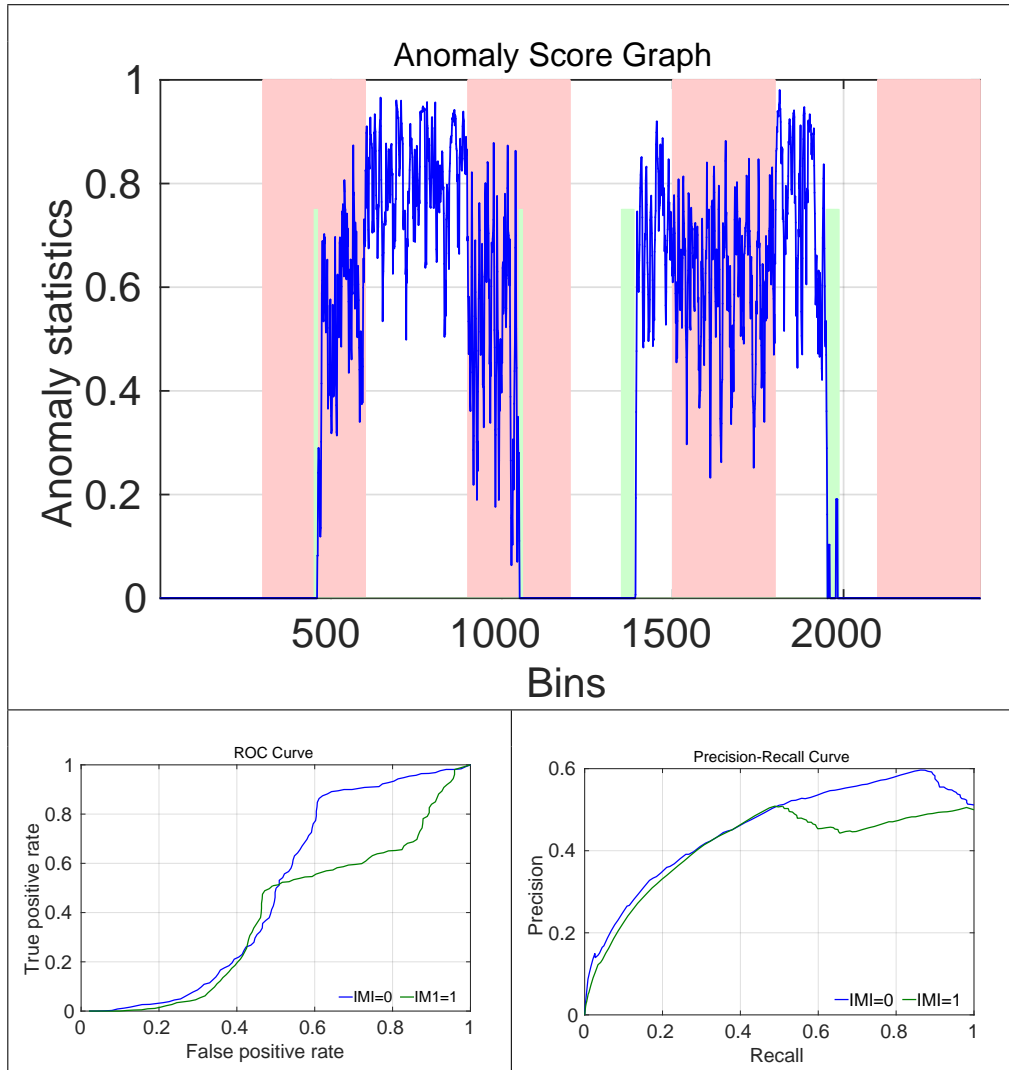 Anomaly Score Graph
1
0.8
0.6
0.4
0.2
0
Anomaly statistics
500 1000 1500 2000
Bins
ROC Curve
1
0.8
0.6
0.4
0.2
0
True positive rate
IMI=0 IM1=1
0 0.2 0.4 0.6 0.8 1
False positive rate
Precision-Recall Curve
0.6
0.4
0.2
0
Precision
IMI=0 IMI=1
0 0.2 0.4 0.6 0.8 1
Recall